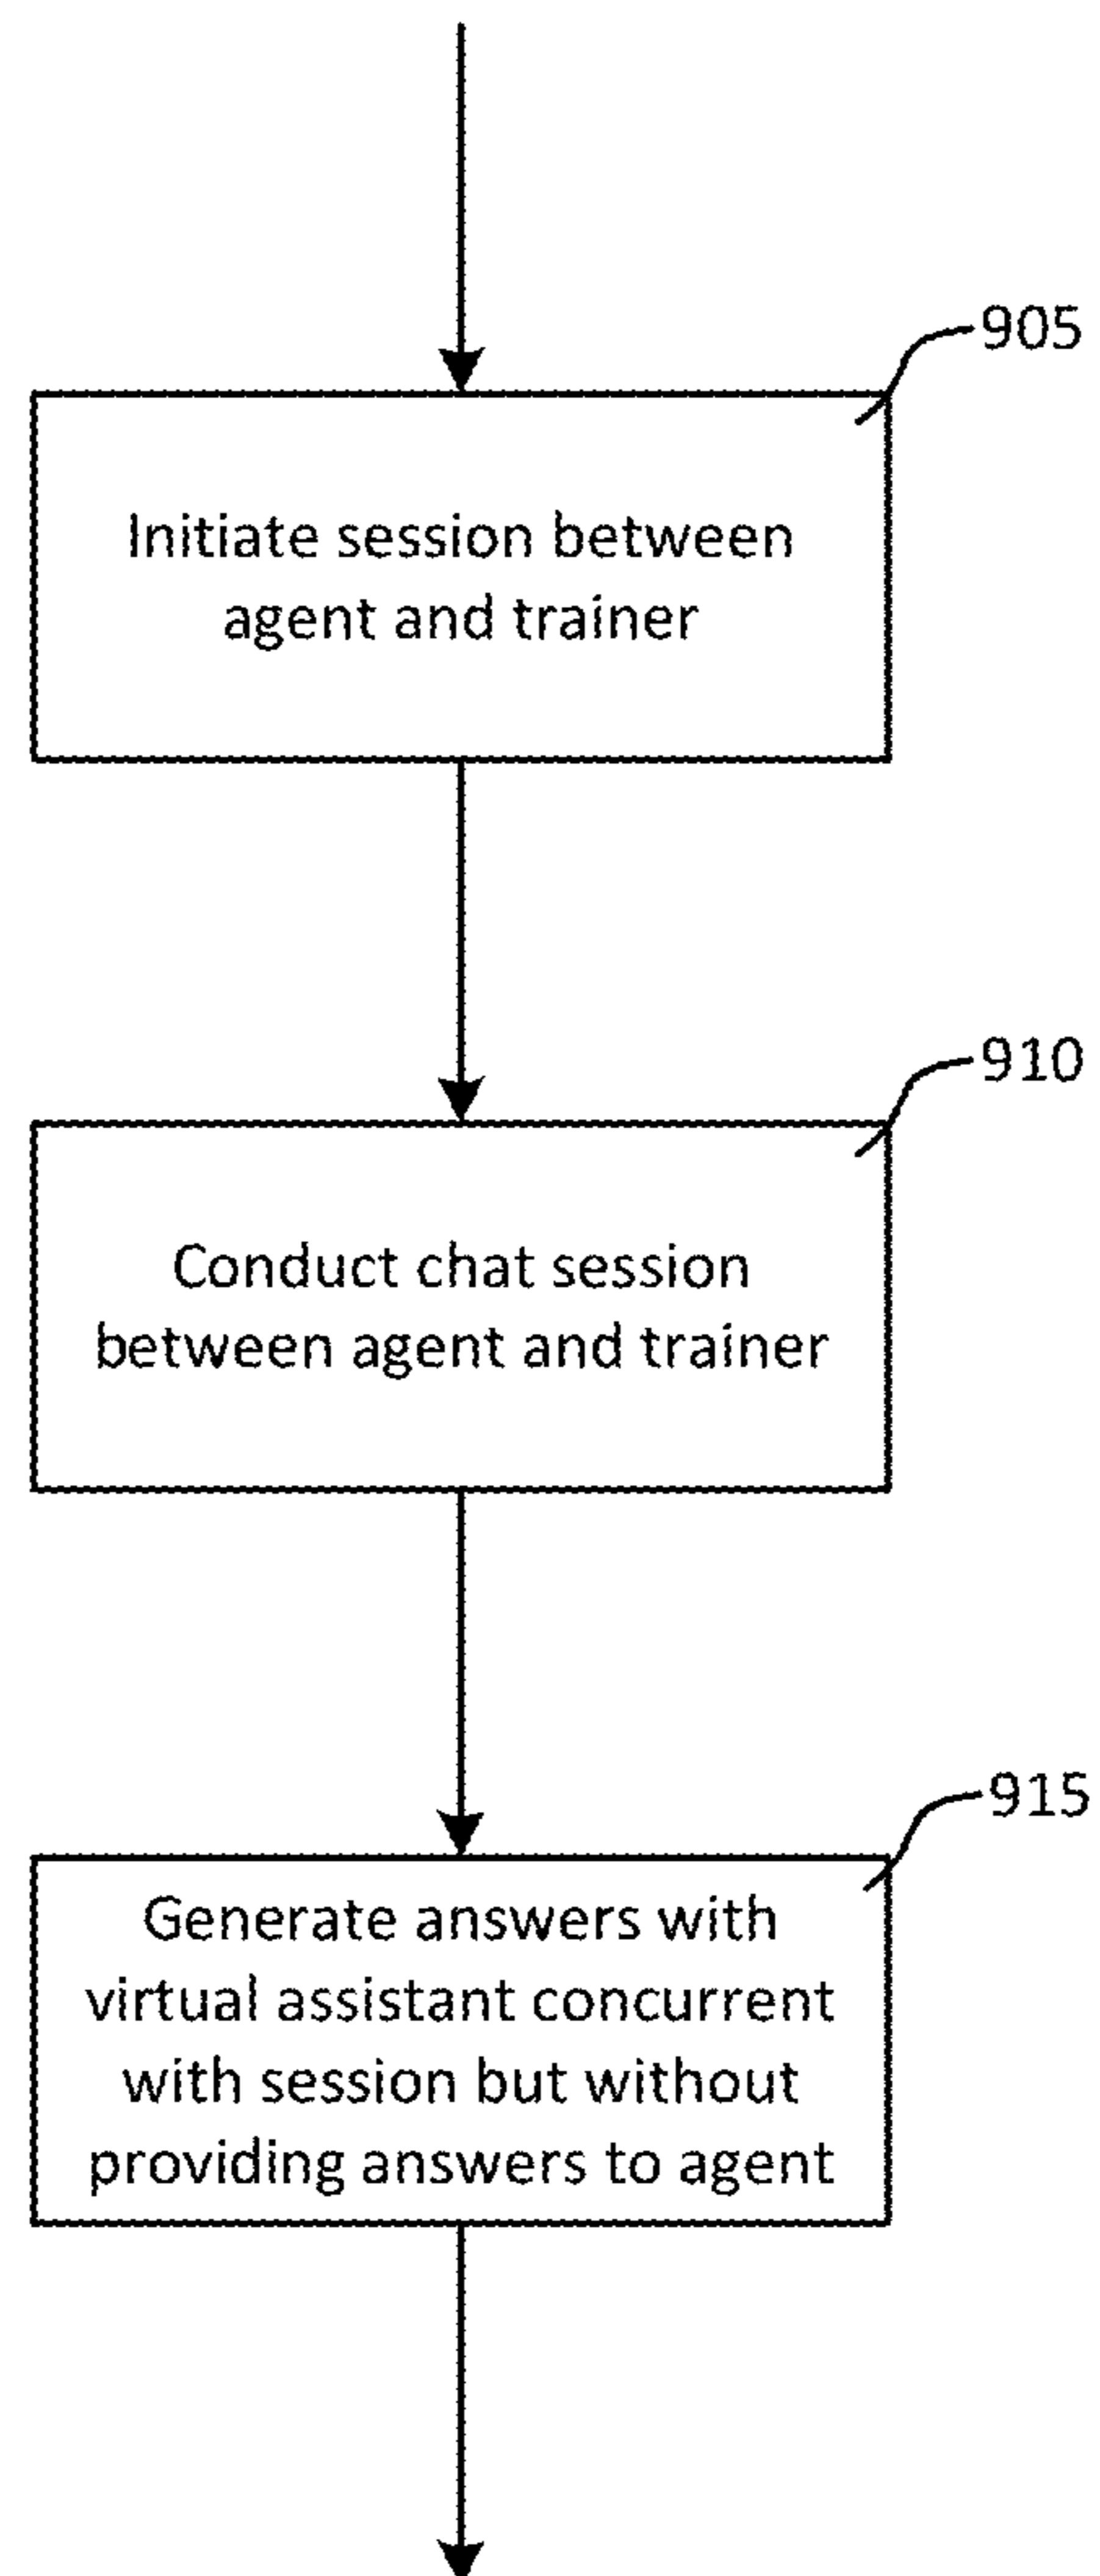 905
Initiate session between
agent and trainer
910
Conduct chat session
between agent and trainer
915
Generate answers with
virtual assistant concurrent
with session but without
providing answers to agent